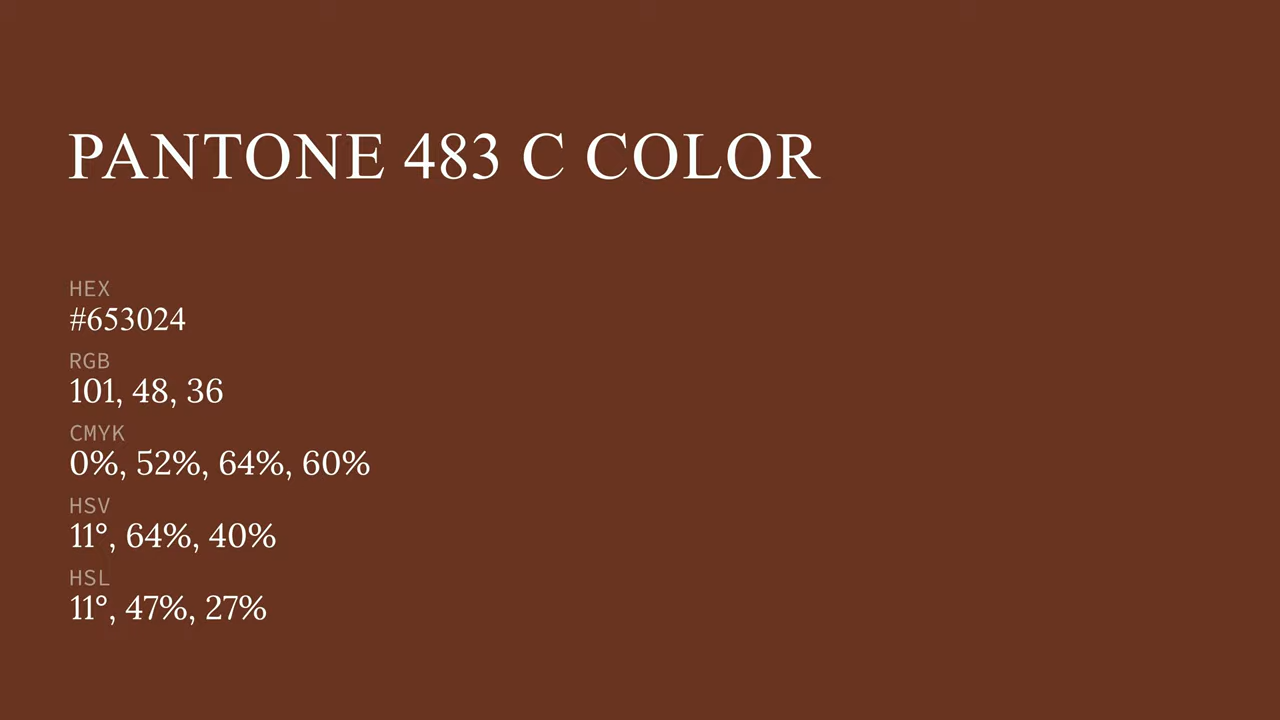 PANTONE 483 C COLOR
HEX
#653024
RGB
101, 48, 36
CMYK
0%, 52%, 64%, 60%
HSV
11°, 64%, 40%
HSL
11°, 47%, 27%